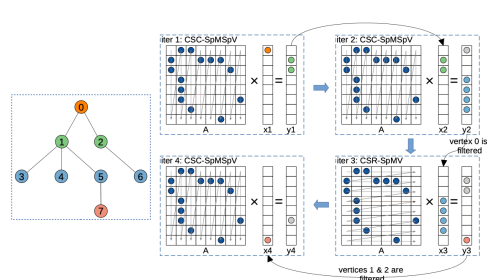 iter 1: CSC-SpMSpV
iter 2: CSC-SpMSpV
×
=
×
=
A
x1
y1
A
x2
y2
0
1
2
3
4
5
6
7
vertex 0 is
filtered
iter 4: CSC-SpMSpV
iter 3: CSR-SpMV
×
=
×
=
A
x4
y4
A
x3
y3
vertices 1 & 2 are
filtered